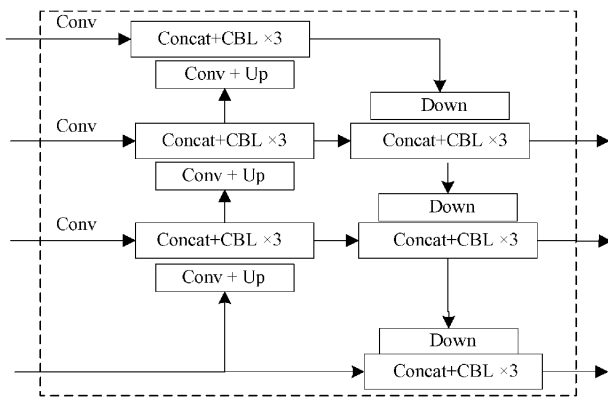 Conv
Concat+CBL ×3
Conv + Up
Down
Conv
Concat+CBL ×3
Concat+CBL ×3
Conv + Up
Down
Conv
Concat+CBL ×3
Concat+CBL ×3
Conv + Up
Down
Concat+CBL ×3